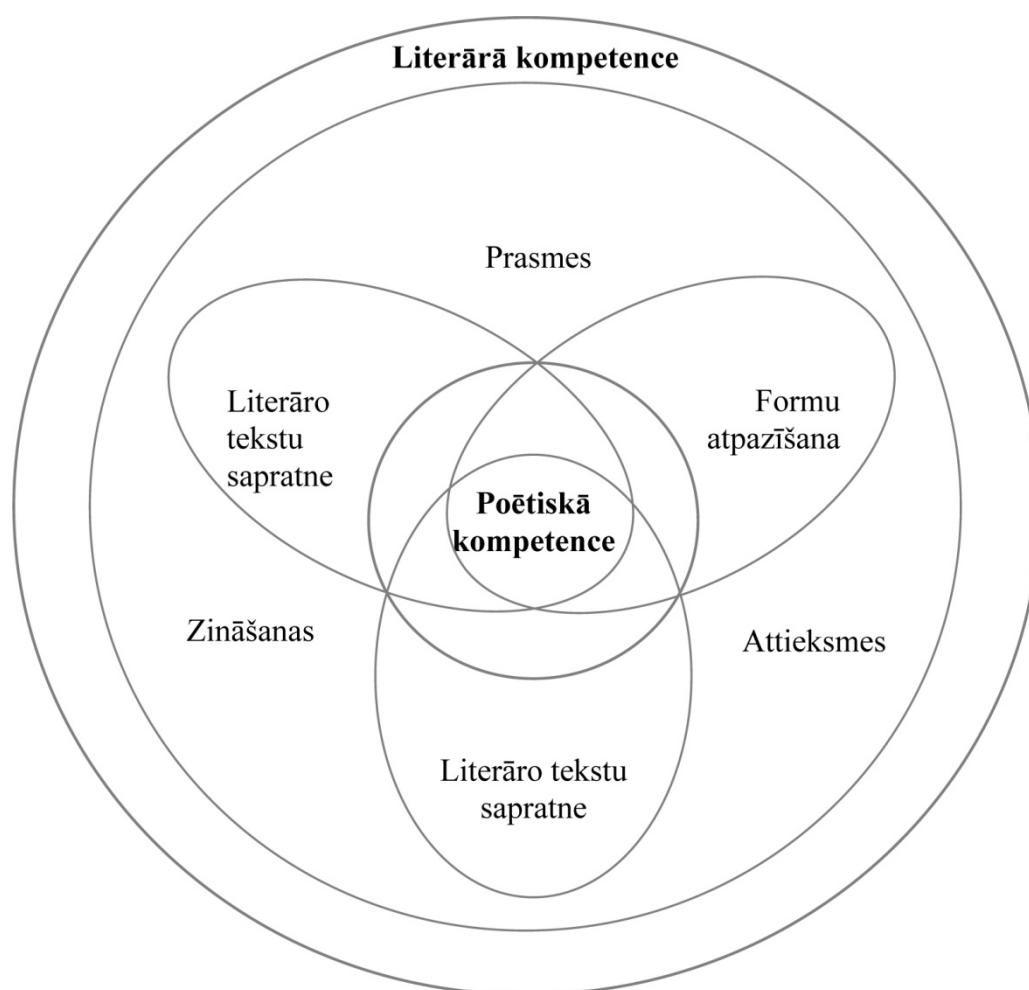 Literārā kompetence
Prasmes
Literāro
tekstu
sapratne
Formu
atpazīšana
Poētiskā
kompetence
Zināšanas
Attieksmes
Literāro tekstu
sapratne